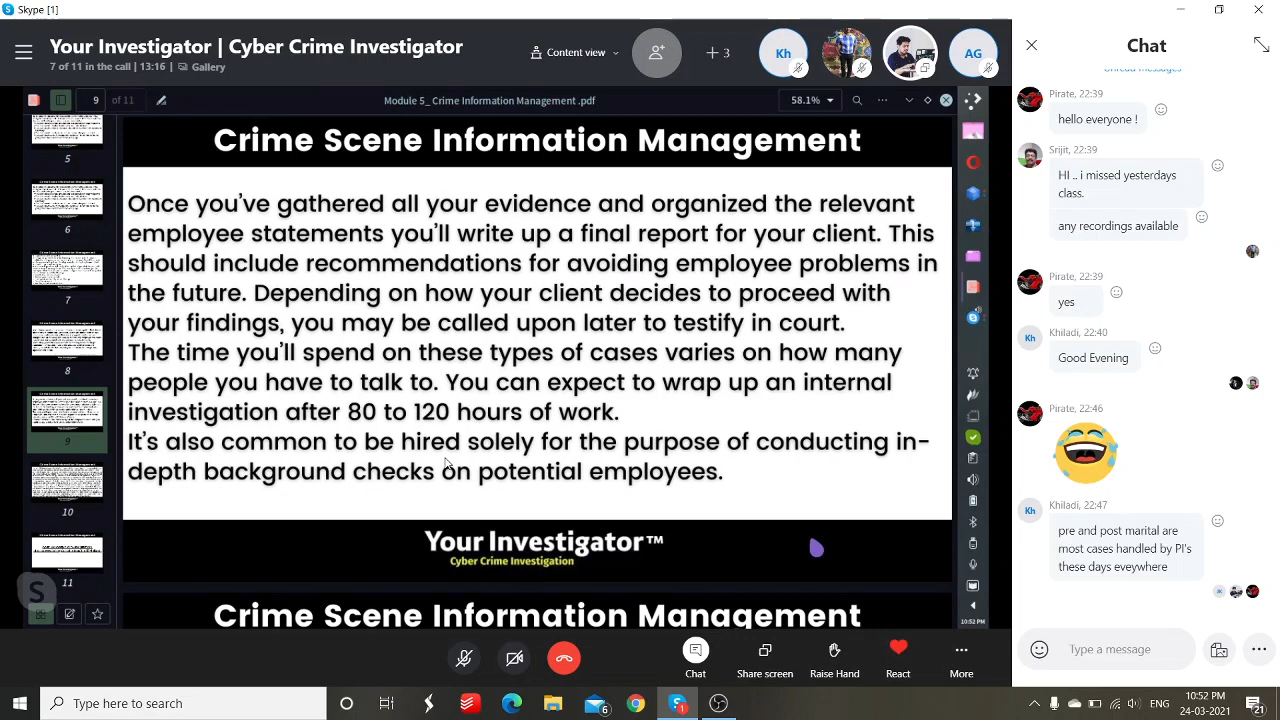 Skype [1]
Your Investigator | Cyber Crime Investigator
7 of 11 in the call | 13:16 | Gallery
Content view
+ 3
Kh
AG
9 of 11
Module 5_ Crime Information Management .pdf
58.1%
5
6
7
8
9
10
11
Crime Scene Information Management
Once you've gathered all your evidence and organized the relevant
employee statements you'll write up a final report for your client. This
should include recommendations for avoiding employee problems in
the future. Depending on how your client decides to proceed with
your findings, you may be called upon later to testify in court.
The time you'll spend on these types of cases varies on how many
people you have to talk to. You can expect to wrap up an internal
investigation after 80 to 120 hours of work.
It's also common to be hired solely for the purpose of conducting in-
depth background checks on potential employees.
Your Investigator™
Cyber Crime Investigation
Crime Scene Information Management
10:52 PM
Chat
Unread messages
Pirate, 22:39
hello everyone !
Srijit, 22:39
HI .. i missed yesterdays
class.
any recordings available
Pirate, 22:39
yes
Kh
Khiladi, 22:40
Good Evening
Pirate, 22:46
Kh
Khiladi, 22:47
pre and post marital are
most cases handled by PI's
these days eveywhere
Type a message
Chat
Share screen
Raise Hand
React
More
Type here to search
6
1
ENG
10:52 PM
24-03-2021
21